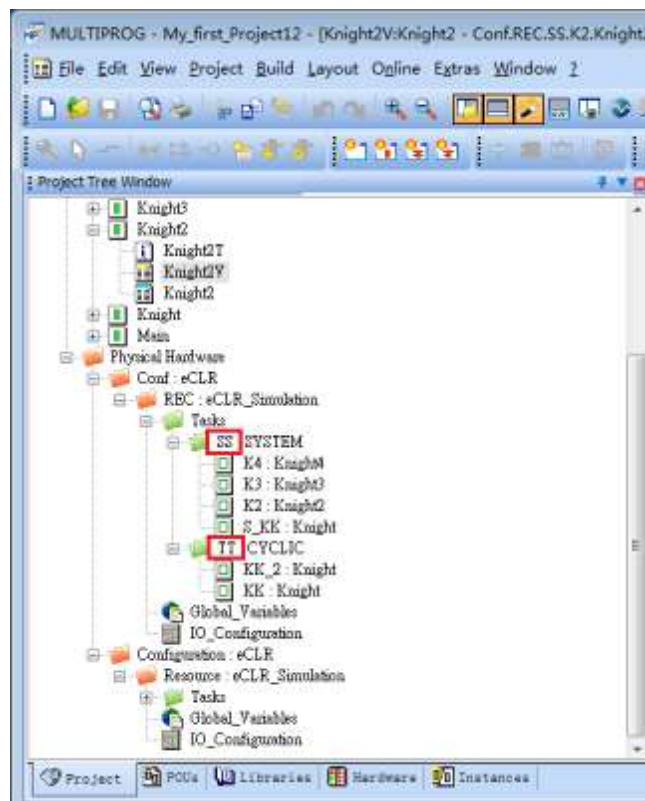 MULTIPROG - My_first_Project12 - [Knight2V:Knight2 - Conf.REC.SS.K2.Knight
File Edit View Project Build Layout Online Extras Window ?
Project Tree Window
Knight3
Knight2
Knight2T
Knight2V
Knight2
Knight
Main
Physical Hardware
Conf : eCLR
REC : eCLR_Simulation
Tasks
SS SYSTEM
K4 : Knight4
K3 : Knight3
K2 : Knight2
S_KK : Knight
TT CYCLIC
KK_2 : Knight
KK : Knight
Global_Variables
IO_Configuration
Configuration : eCLR
Resource : eCLR_Simulation
Tasks
Global_Variables
IO_Configuration
Project POUs Libraries Hardware Instances